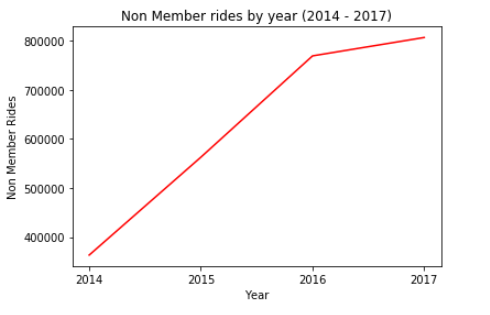 Non Member rides by year (2014 - 2017)
800000
700000
600000
500000
400000
Non Member Rides
2014 2015 2016 2017
Year